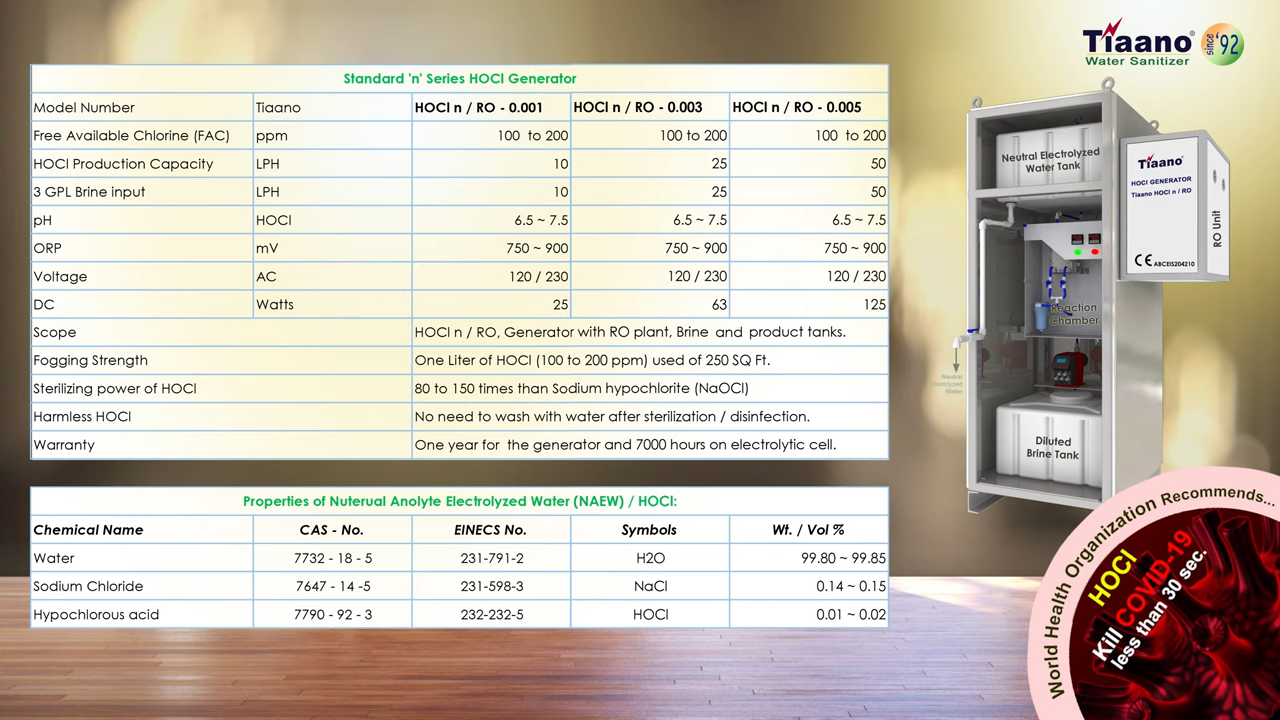 Tiaano® since '92
Water Sanitizer
Standard 'n' Series HOCl Generator
Model Number Tiaano HOCl n / RO - 0.001 HOCl n / RO - 0.003 HOCl n / RO - 0.005
Free Available Chlorine (FAC) ppm 100 to 200 100 to 200 100 to 200
HOCl Production Capacity LPH 10 25 50
3 GPL Brine input LPH 10 25 50
pH HOCl 6.5 ~ 7.5 6.5 ~ 7.5 6.5 ~ 7.5
ORP mV 750 ~ 900 750 ~ 900 750 ~ 900
Voltage AC 120 / 230 120 / 230 120 / 230
DC Watts 25 63 125
Scope HOCl n / RO, Generator with RO plant, Brine and product tanks.
Fogging Strength One Liter of HOCl (100 to 200 ppm) used of 250 SQ Ft.
Sterilizing power of HOCl 80 to 150 times than Sodium hypochlorite (NaOCl)
Harmless HOCl No need to wash with water after sterilization / disinfection.
Warranty One year for the generator and 7000 hours on electrolytic cell.
Properties of Nuterual Anolyte Electrolyzed Water (NAEW) / HOCl:
Chemical Name CAS - No. EINECS No. Symbols Wt. / Vol %
Water 7732 - 18 - 5 231-791-2 H2O 99.80 ~ 99.85
Sodium Chloride 7647 - 14 -5 231-598-3 NaCl 0.14 ~ 0.15
Hypochlorous acid 7790 - 92 - 3 232-232-5 HOCl 0.01 ~ 0.02
Neutral Electrolyzed
Water Tank
Tiaano®
HOCl GENERATOR
Tiaano HOCl n / RO
CE ABCEIS204210
RO Unit
Reaction
Chamber
Neutral
Electrlyzed
Water
Diluted
Brine Tank
World Health Organization Recommends...
HOCl
Kill COVID-19
less than 30 sec.